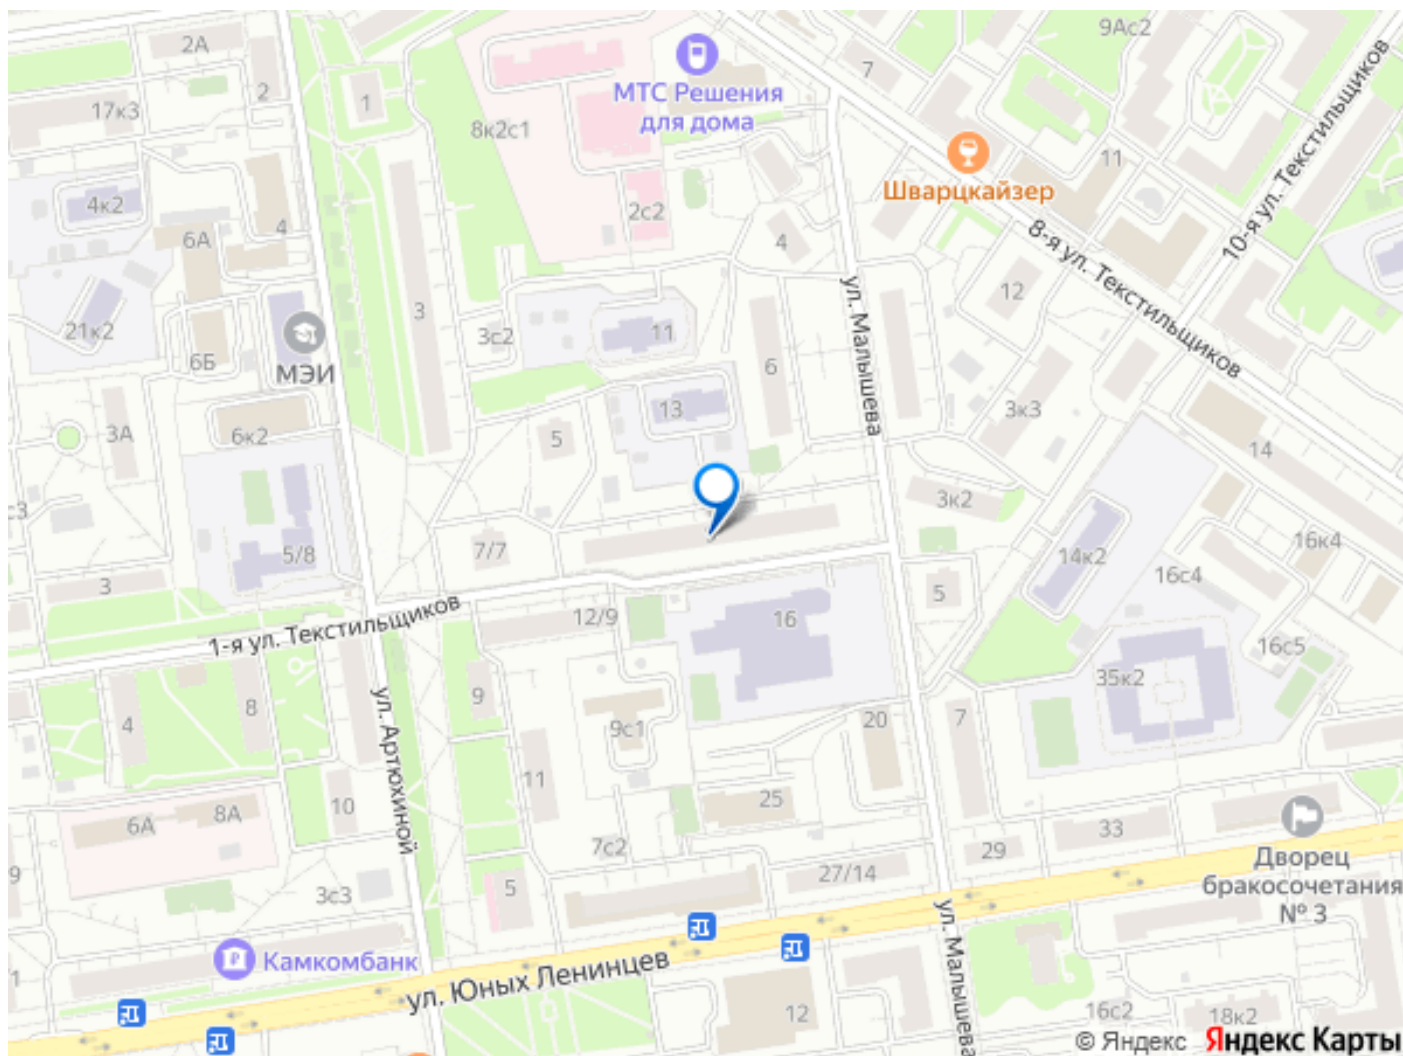 2А
9Ас2
7
2
1
МТС Решения
для дома
17к3
8к2с1
11
Шварцкайзер
10-я ул. Текстильщиков
4к2
2с2
4
6А
4
8-я ул. Текстильщиков
12
ул. Малышева
3
21к2
3с2
11
6Б
МЭИ
6
13
3к3
3А
6к2
5
14
3к2
5/8
7/7
14к2
16к4
16с4
3
5
12/9
16
1-я ул. Текстильщиков
16с5
35к2
9
8
4
ул. Артюхиной
9с1
20
7
11
10
25
8А
6А
33
7с2
29
Дворец
бракосочетания
№ 3
27/14
9
3с3
5
ул. Малышева
Камкомбанк
ул. Юных Ленинцев
12
16с2
18к2
© Яндекс Яндекс Карты